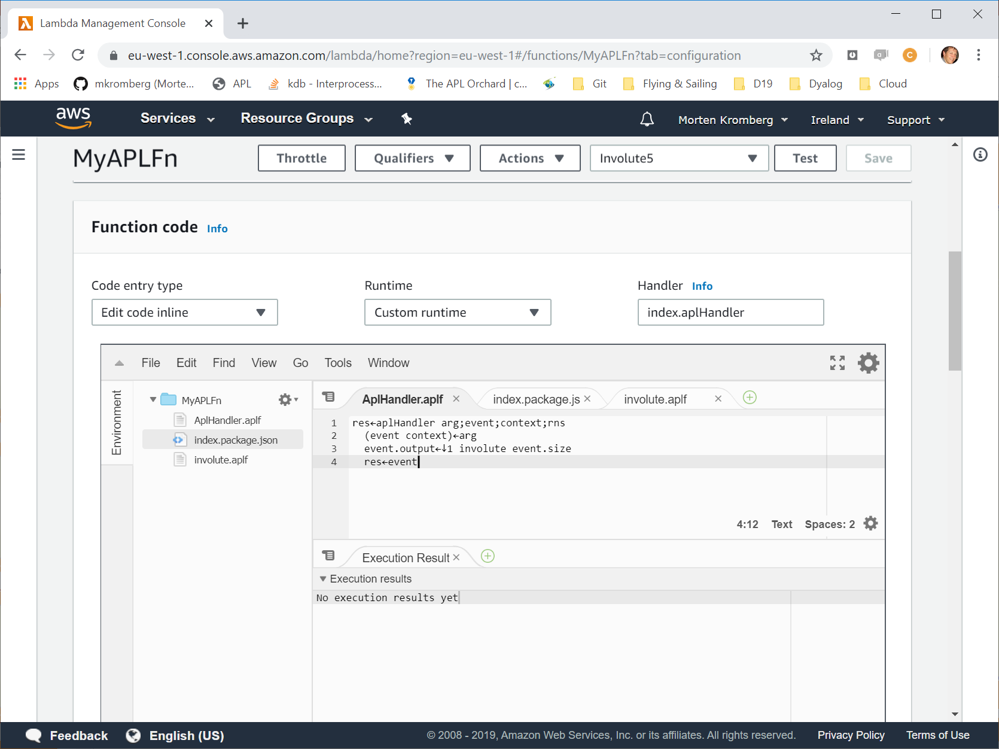 Lambda Management Console
eu-west-1.console.aws.amazon.com/lambda/home?region=eu-west-1#/functions/MyAPLFn?tab=configuration
Apps mkromberg (Morte... APL kdb - Interprocess... The APL Orchard | c... Git Flying & Sailing D19 Dyalog Cloud
aws Services Resource Groups Morten Kromberg Ireland Support
MyAPLFn Throttle Qualifiers Actions Involute5 Test Save
Function code Info
Code entry type Runtime Handler Info
Edit code inline Custom runtime index.aplHandler
File Edit Find View Go Tools Window
Environment
MyAPLFn
AplHandler.aplf
index.package.json
involute.aplf
AplHandler.aplf index.package.js involute.aplf
1 res←aplHandler arg;event;context;rns
2 (event context)←arg
3 event.output←↓1 involute event.size
4 res←event
4:12 Text Spaces: 2
Execution Result
Execution results
No execution results yet
Feedback English (US) © 2008 - 2019, Amazon Web Services, Inc. or its affiliates. All rights reserved. Privacy Policy Terms of Use